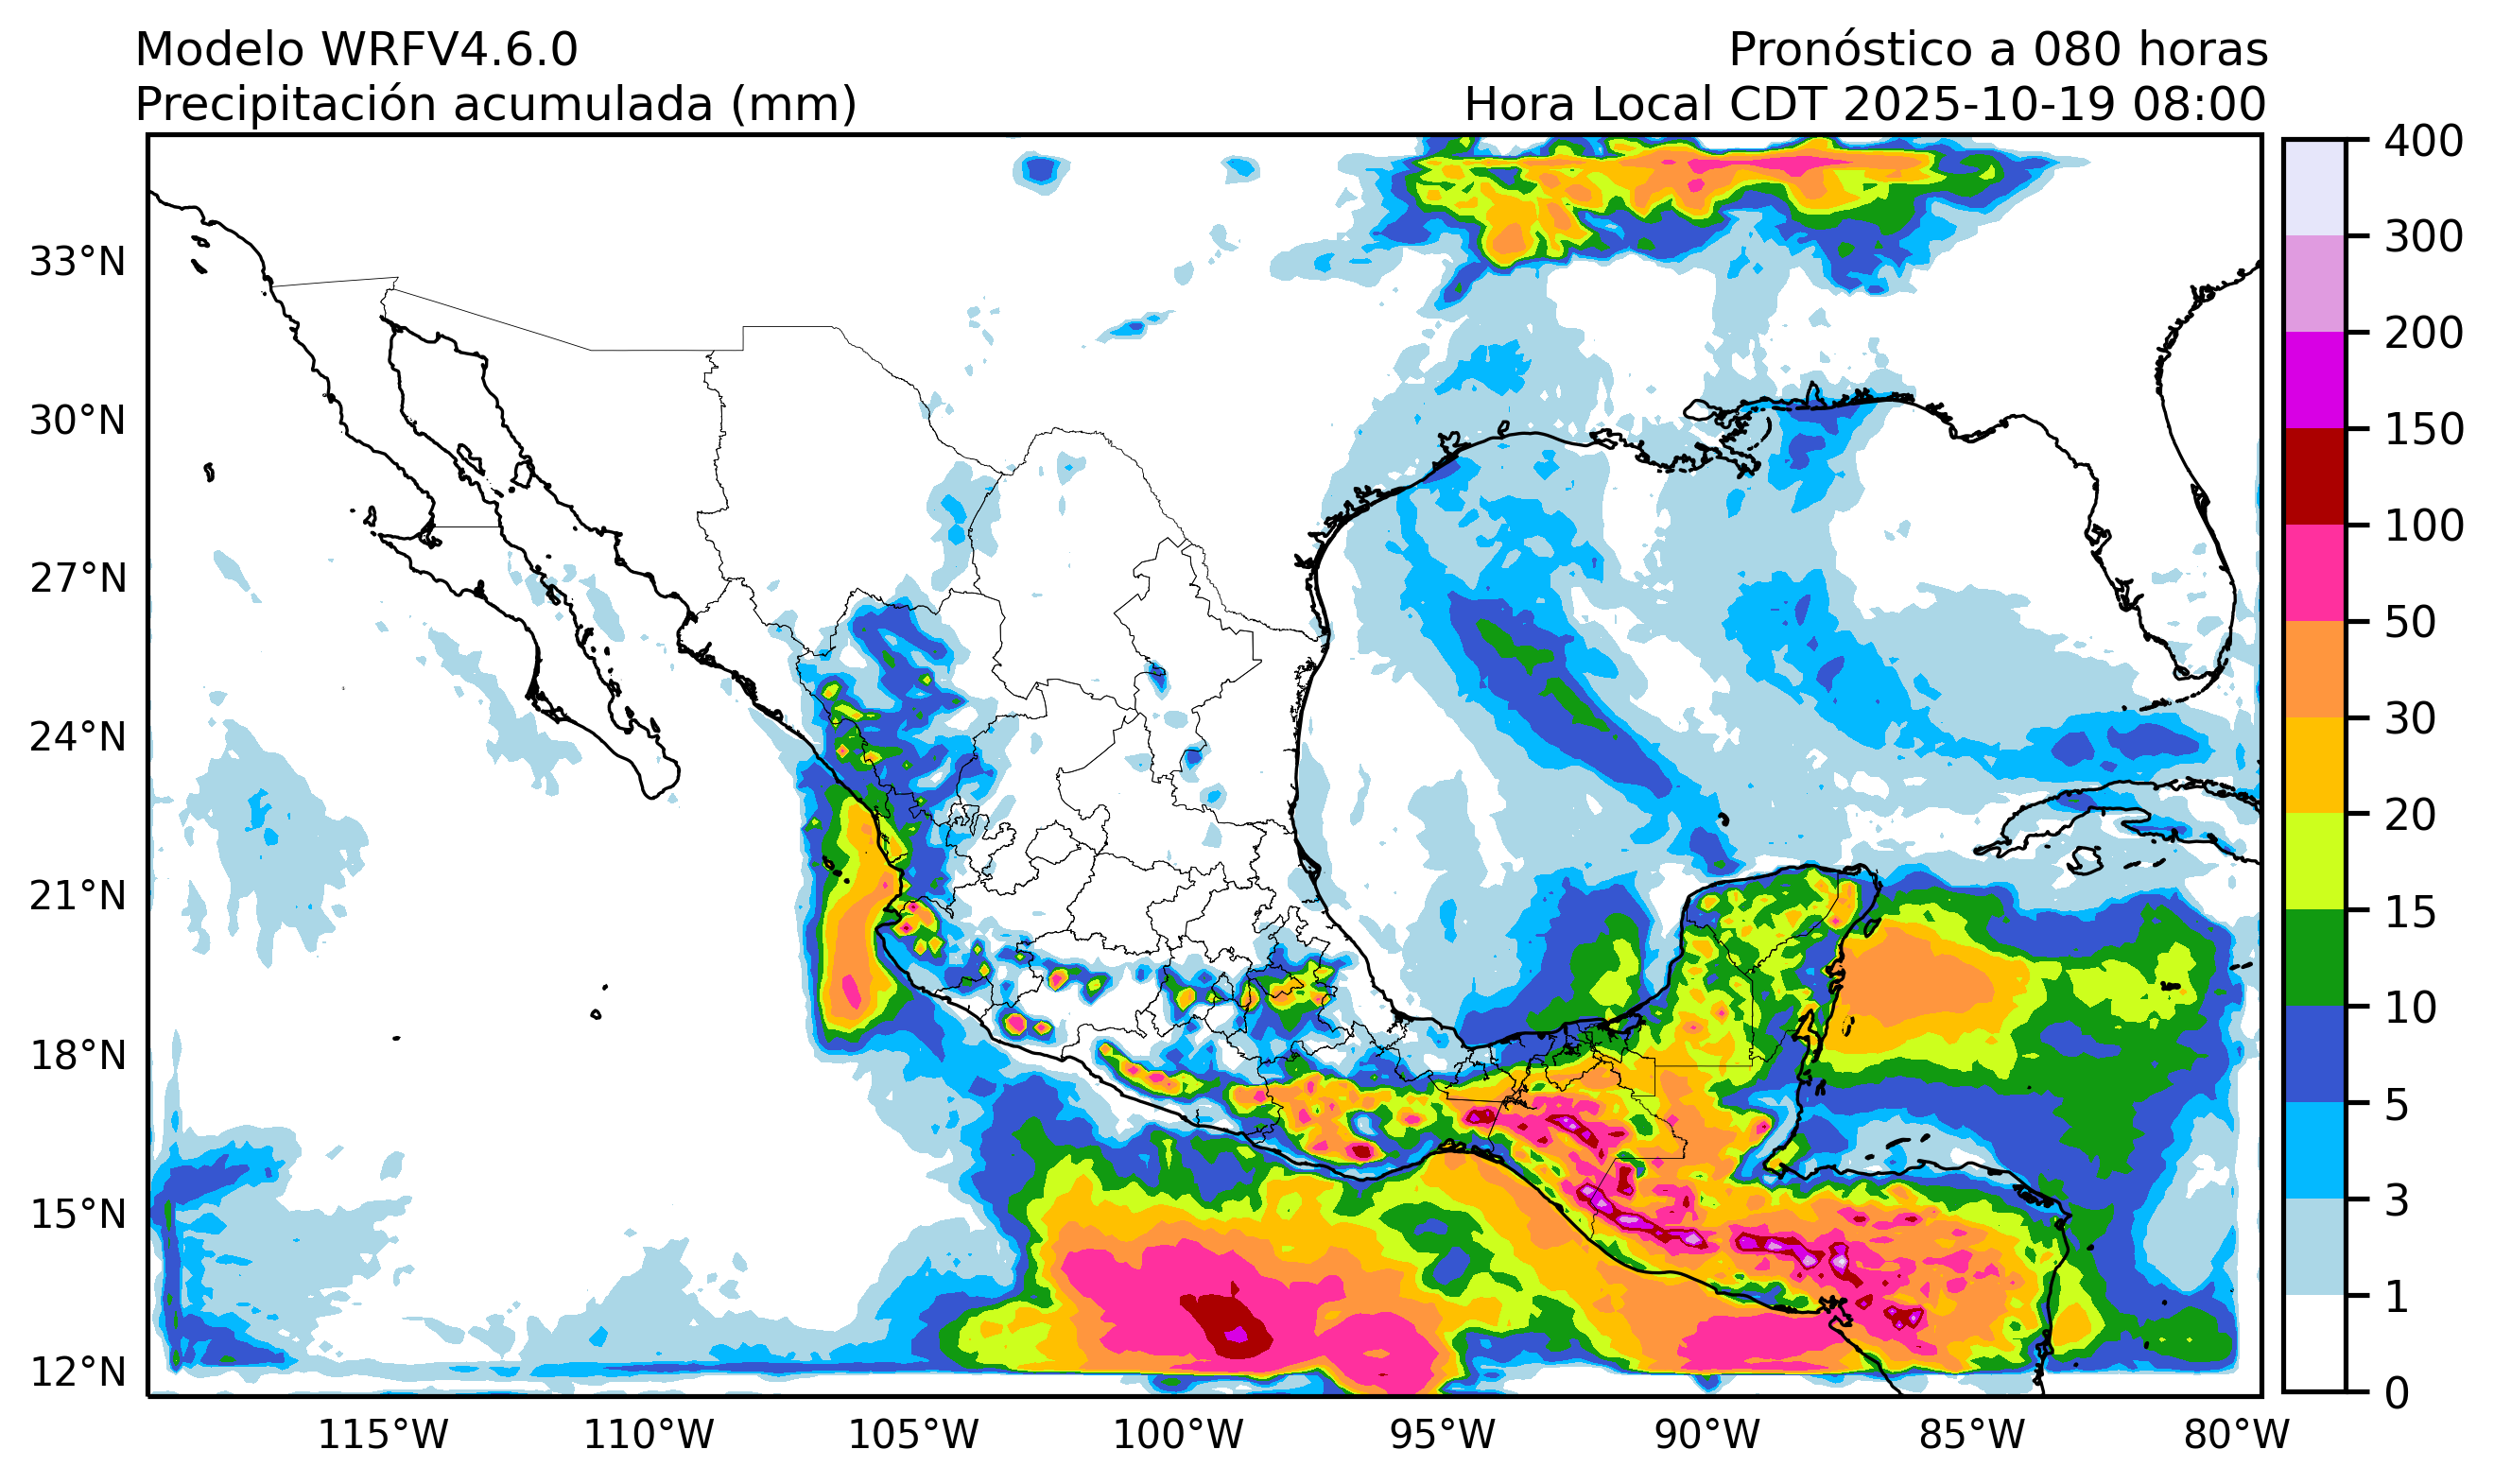 Modelo WRFV4.6.0
Pronóstico a 080 horas
Precipitación acumulada (mm)
Hora Local CDT 2025-10-19 08:00
400
33°N
300
200
30°N
150
100
27°N
50
24°N
30
20
21°N
15
10
18°N
5
15°N
3
1
12°N
0
115°W
110°W
105°W
100°W
95°W
90°W
85°W
80°W